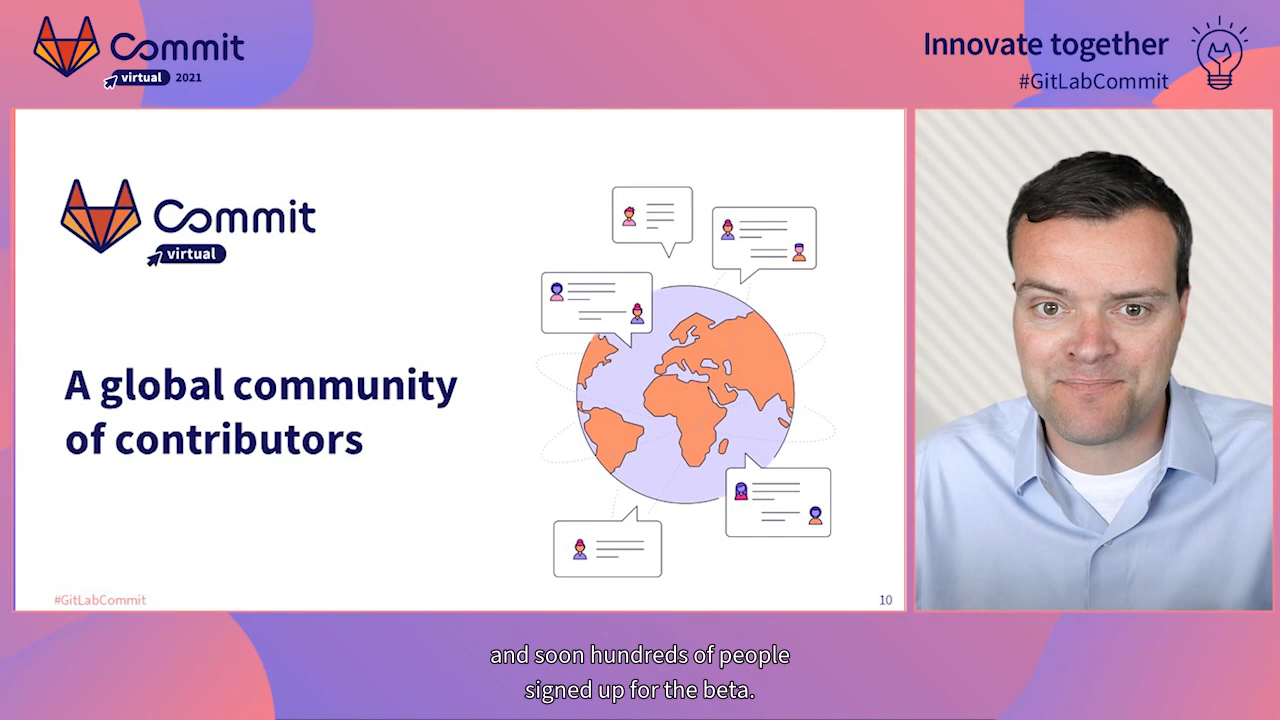 Commit
virtual 2021
Innovate together
#GitLabCommit
Commit
virtual
A global community
of contributors
#GitLabCommit
10
and soon hundreds of people
signed up for the beta.